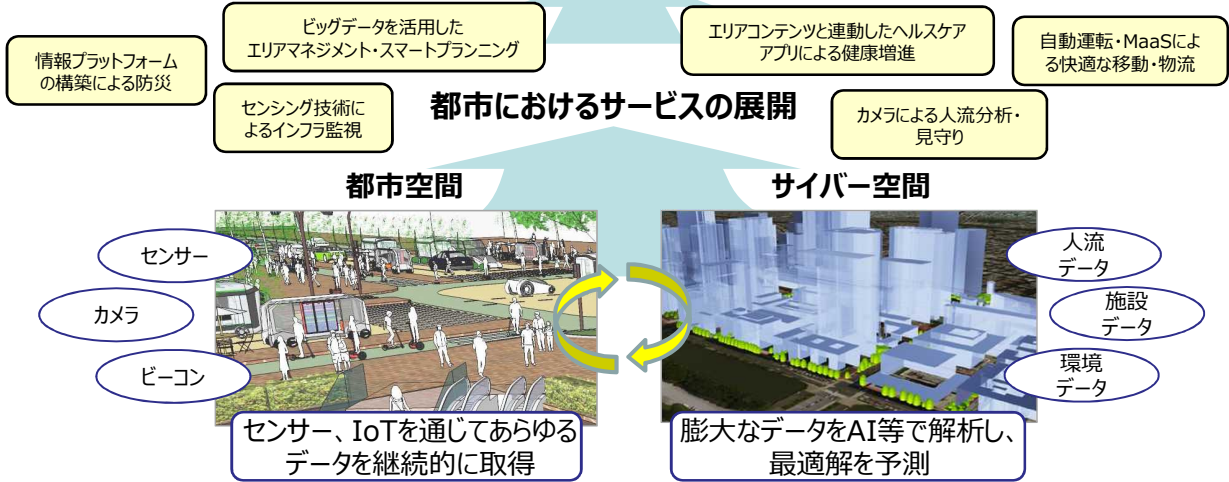 ビッグデータを活用した
エリアマネジメント・スマートプランニング
エリアコンテンツと連動したヘルスケア
アプリによる健康増進
情報プラットフォーム
の構築による防災
自動運転・MaaSによ
る快適な移動・物流
センシング技術に
よるインフラ監視
都市におけるサービスの展開
カメラによる人流分析・
見守り
都市空間
サイバー空間
センサー
カメラ
ビーコン
人流
データ
施設
データ
環境
データ
センサー、IoTを通じてあらゆる
データを継続的に取得
膨大なデータをAI等で解析し、
最適解を予測